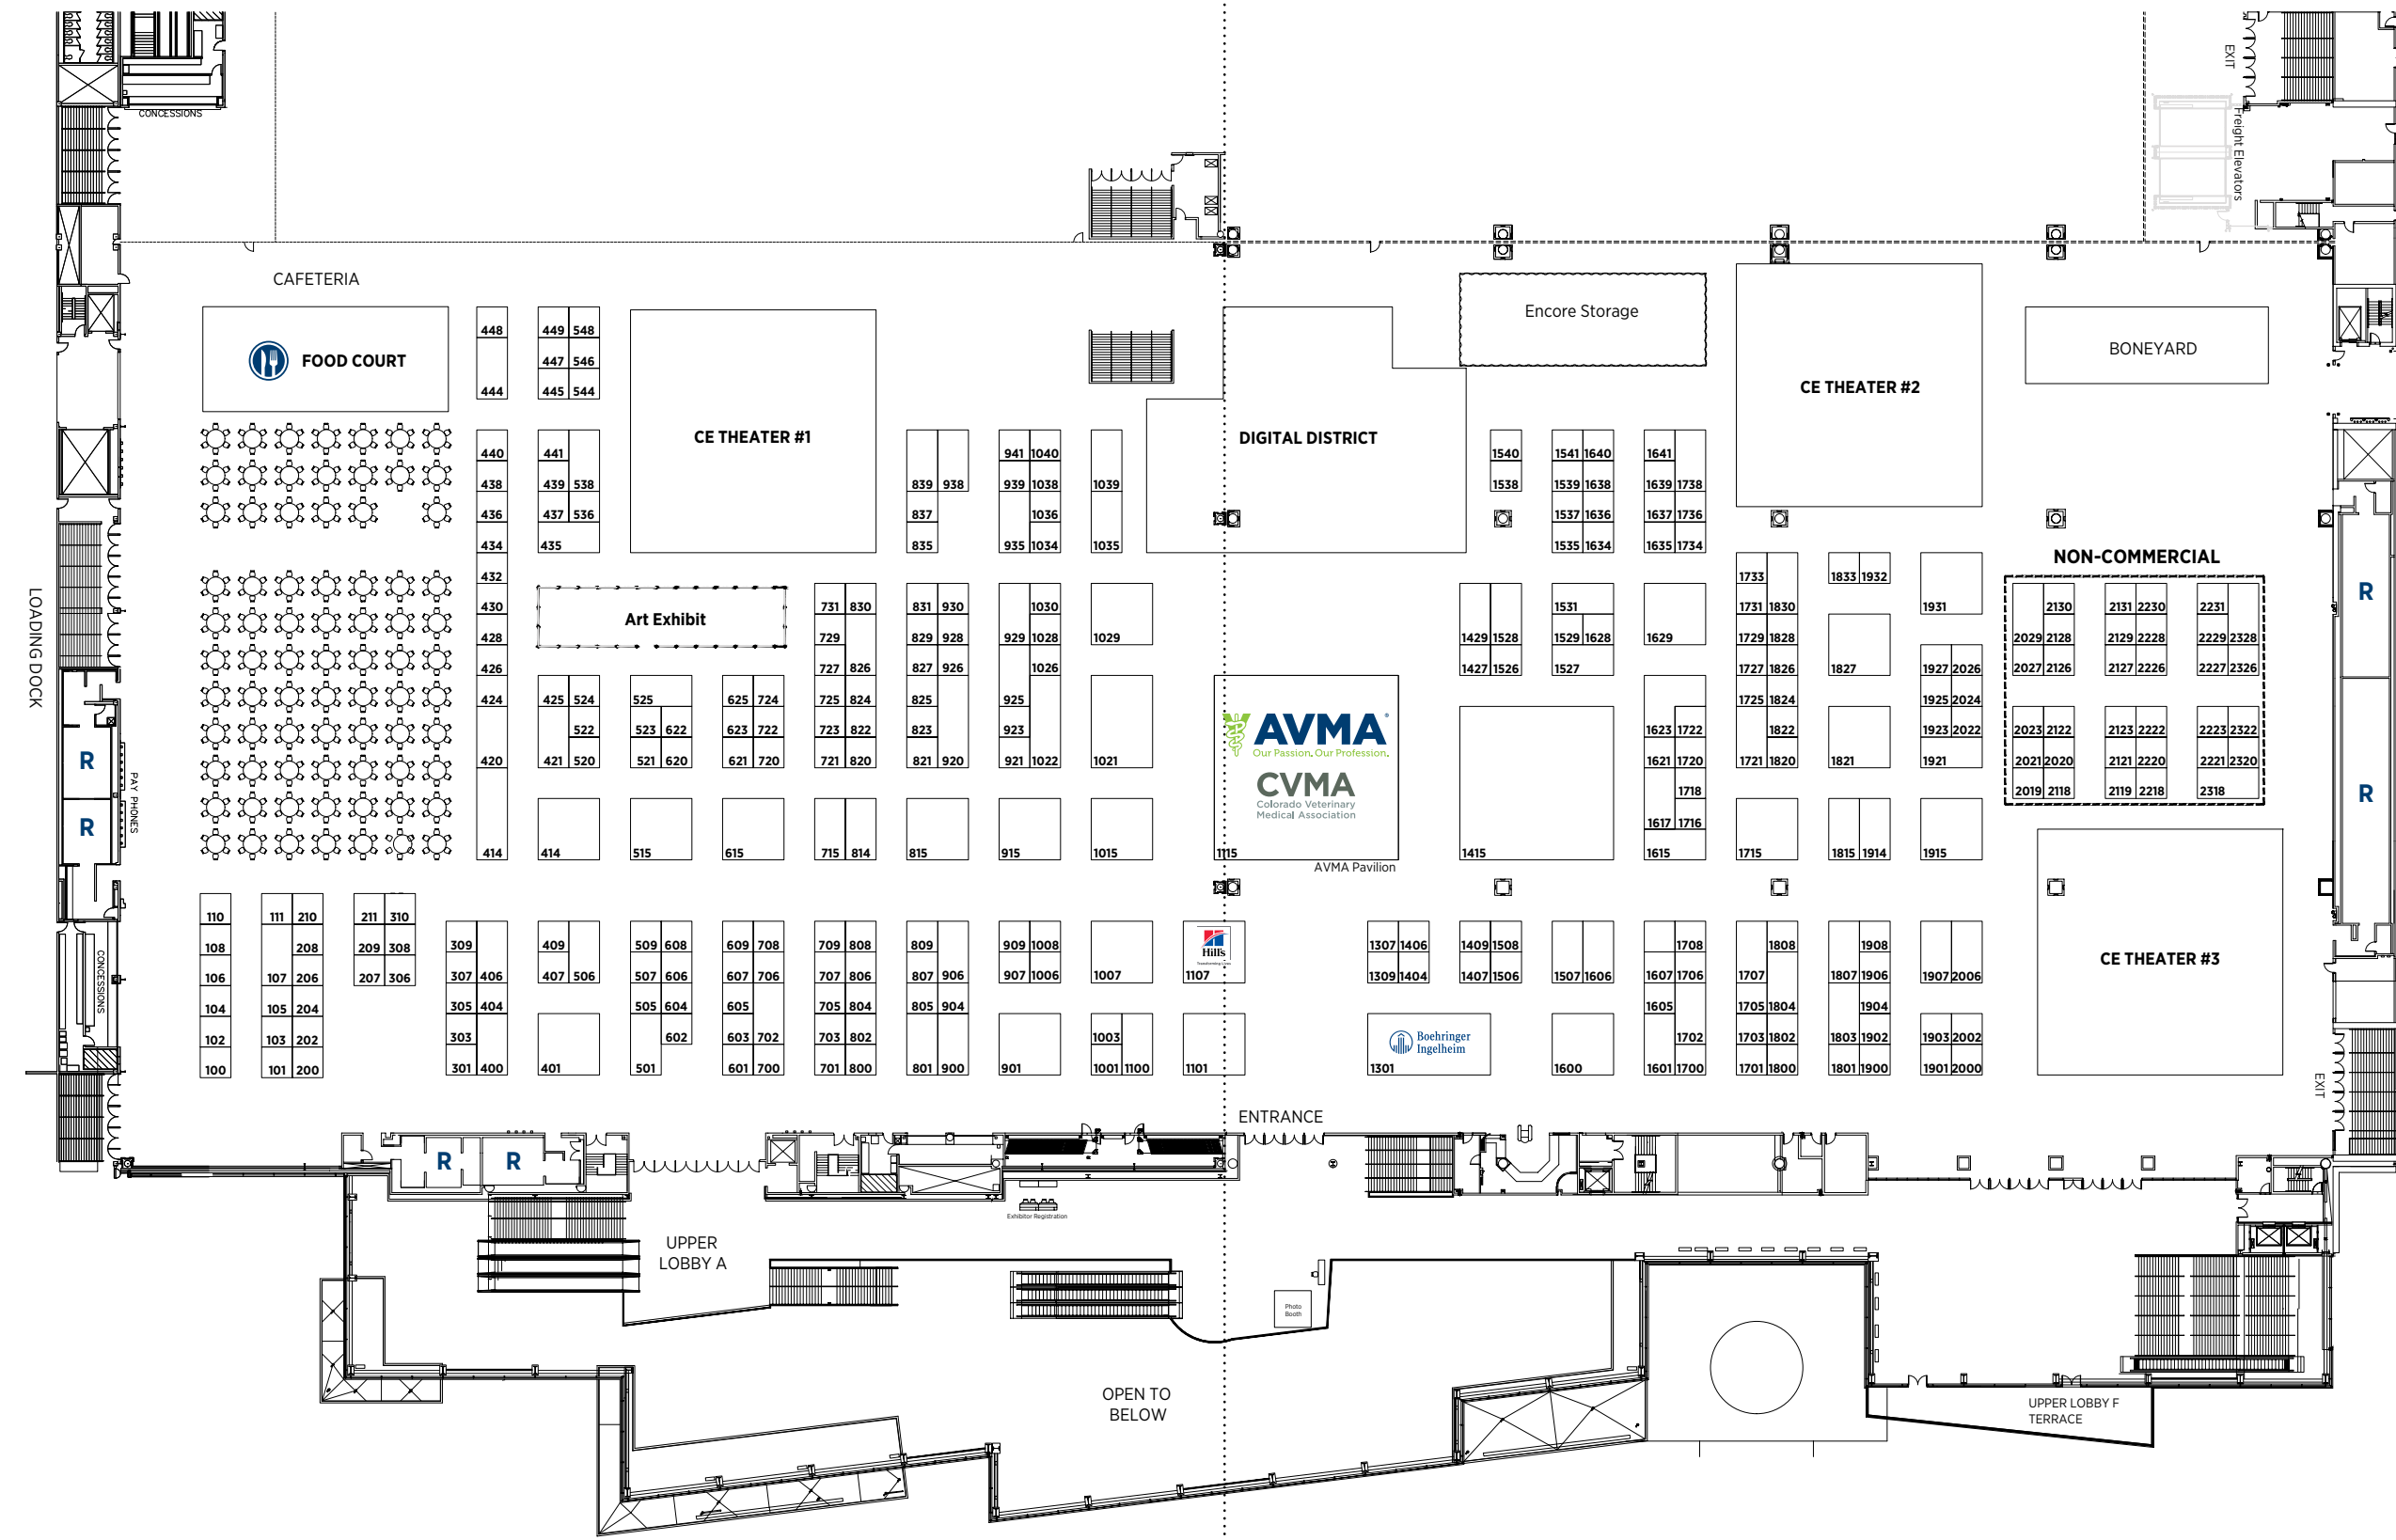 EXIT
Freight Elevators
CONCESSIONS
CAFETERIA
FOOD COURT
Encore Storage
BONEYARD
CE THEATER #1
CE THEATER #2
DIGITAL DISTRICT
448 449 548
447 546
444 445 544
440 441 941 1040 1540 1541 1640 1641
438 439 538 839 938 939 1038 1039 1538 1539 1638 1639 1738
436 437 536 837 1036 1537 1636 1637 1736
434 435 835 935 1034 1035 1535 1634 1635 1734
NON-COMMERCIAL
432 1733 1833 1932
LOADING DOCK
Art Exhibit
430 731 830 831 930 1030 1531 1731 1830 1931 2130 2131 2230 2231
R
428 729 829 928 929 1028 1029 1429 1528 1529 1628 1629 1729 1828 2029 2128 2129 2228 2229 2328
426 727 826 827 926 1026 1427 1526 1527 1727 1826 1827 1927 2026 2027 2126 2127 2226 2227 2326
424 425 524 525 625 724 725 824 825 925 1725 1824 1925 2024
522 523 622 623 722 723 822 823 923 1623 1722 1822 1923 2022 2023 2122 2123 2222 2223 2322
AVMA®
Our Passion. Our Profession.
420 421 520 521 620 621 720 721 820 821 920 921 1022 1021 1621 1720 1721 1820 1821 1921 2021 2020 2121 2220 2221 2320
R
CVMA
Colorado Veterinary
Medical Association
1718 2019 2118 2119 2218 2318
R
PAY PHONES
R
1617 1716
414 414 515 615 715 814 815 915 1015 1115 1415 1615 1715 1815 1914 1915
AVMA Pavilion
110 111 210 211 310
108 208 209 308 309 409 509 608 609 708 709 808 809 909 1008 1307 1406 1409 1508 1708 1808 1908
Hill's
CE THEATER #3
CONCESSIONS
106 107 206 207 306 307 406 407 506 507 606 607 706 707 806 807 906 907 1006 1007 1107 1309 1404 1407 1506 1507 1606 1607 1706 1707 1807 1906 1907 2006
104 105 204 305 404 505 604 605 705 804 805 904 1605 1705 1804 1904
102 103 202 303 602 603 702 703 802 1003 1702 1703 1802 1803 1902 1903 2002
Boehringer
Ingelheim
100 101 200 301 400 401 501 601 700 701 800 801 900 901 1001 1100 1101 1301 1600 1601 1700 1701 1800 1801 1900 1901 2000
EXIT
ENTRANCE
R R
Exhibitor Registration
UPPER
LOBBY A
Photo
Booth
OPEN TO
BELOW
UPPER LOBBY F
TERRACE